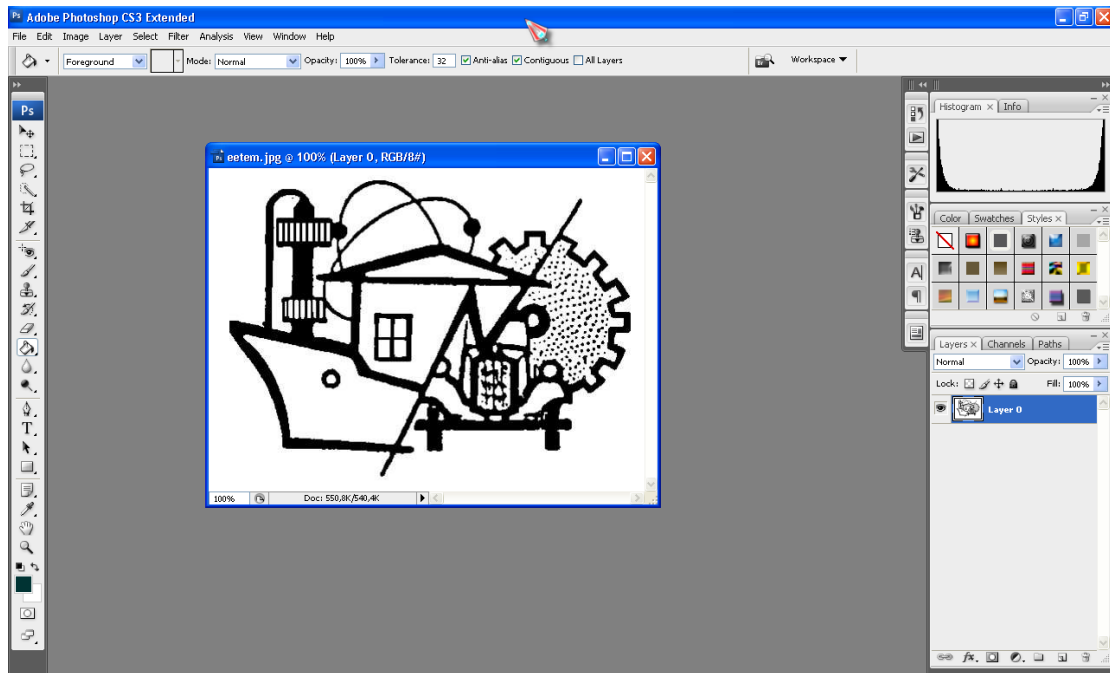 Ps Adobe Photoshop CS3 Extended
File Edit Image Layer Select Filter Analysis View Window Help
Foreground Mode: Normal Opacity: 100% Tolerance: 32 Anti-alias Contiguous All Layers Workspace
Ps
eetem.jpg @ 100% (Layer 0, RGB/8#)
100% Doc: 550,8K/540,4K
Histogram Info
Color Swatches Styles
Layers Channels Paths
Normal Opacity: 100%
Lock: Fill: 100%
Layer 0